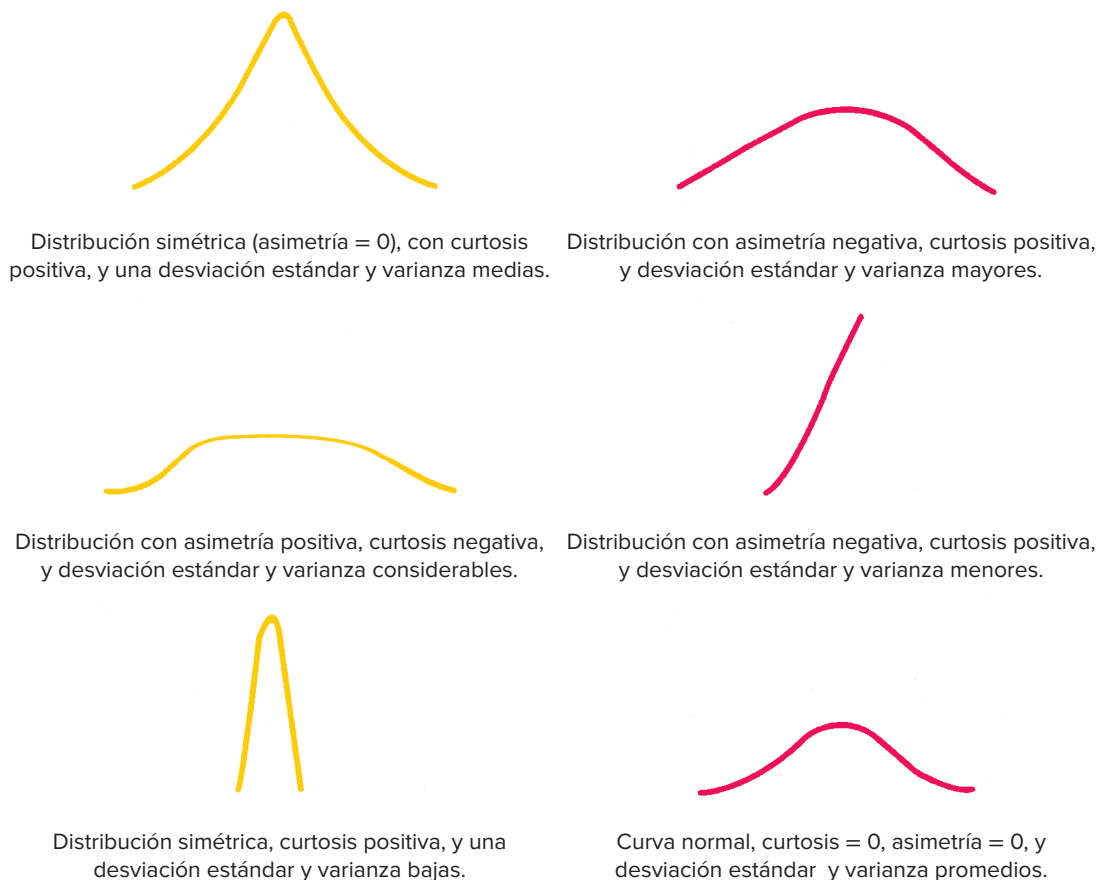 Distribución simétrica (asimetría = 0), con curtosis
positiva, y una desviación estándar y varianza medias.
Distribución con asimetría negativa, curtosis positiva,
y desviación estándar y varianza mayores.
Distribución con asimetría positiva, curtosis negativa,
y desviación estándar y varianza considerables.
Distribución con asimetría negativa, curtosis positiva,
y desviación estándar y varianza menores.
Distribución simétrica, curtosis positiva, y una
desviación estándar y varianza bajas.
Curva normal, curtosis = 0, asimetría = 0, y
desviación estándar y varianza promedios.